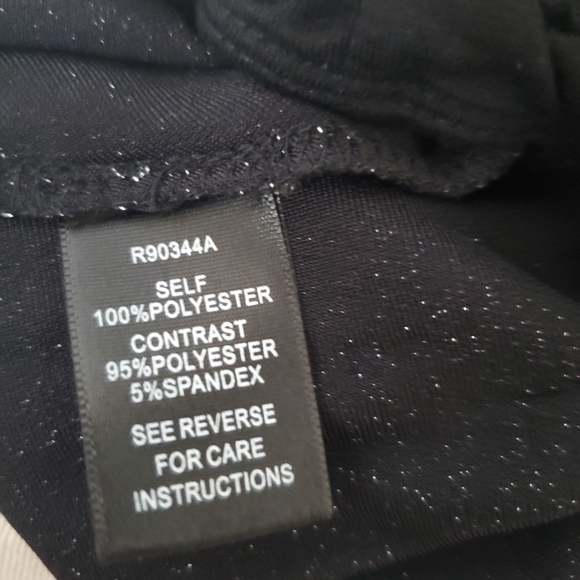 R90344A
SELF
100%POLYESTER
CONTRAST
95%POLYESTER
5%SPANDEX
SEE REVERSE
FOR CARE
INSTRUCTIONS